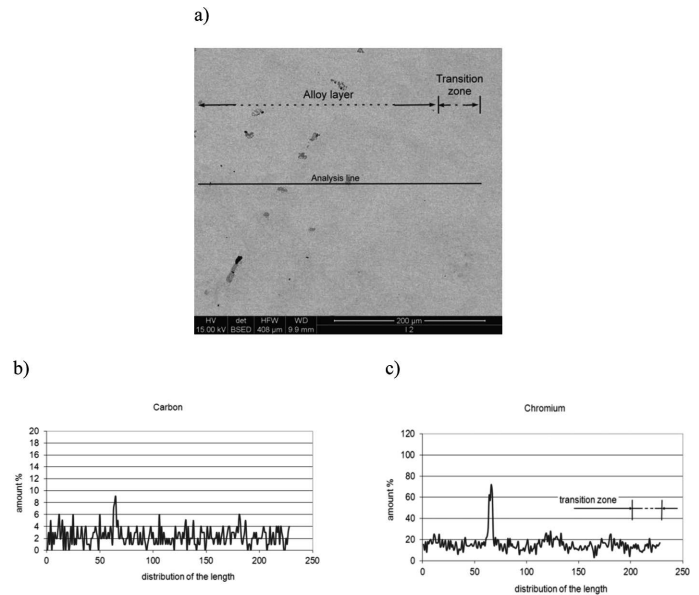 a)
Alloy layer
Transition
zone
Analysis line
HV det HFW WD 200 µm
15.00 kV BSED 408 µm 9.9 mm I 2
b)
Carbon
amount %
20
18
16
14
12
10
8
6
4
2
0
0 50 100 150 200 250
distribution of the length
c)
Chromium
amount %
120
100
80
60
40
20
0
transition zone
0 50 100 150 200 250
distribution of the length